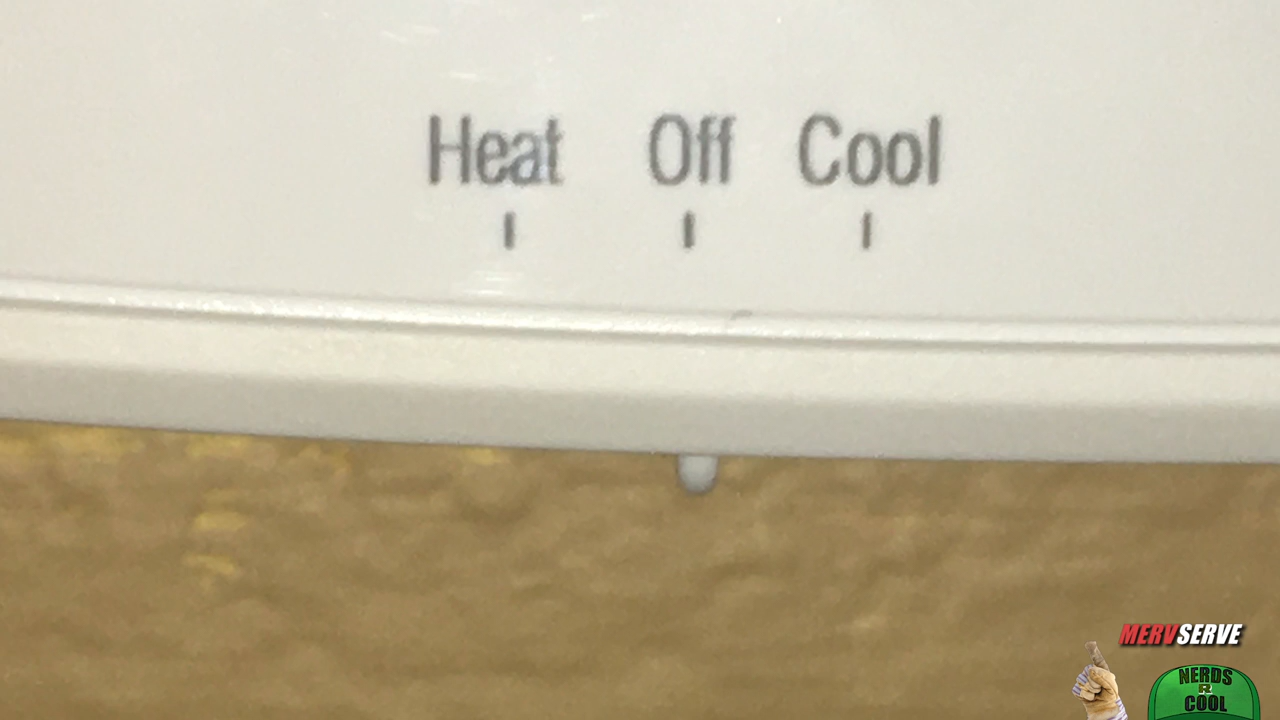 Heat Off Cool
MERVSERVE
NERDS
R
COOL